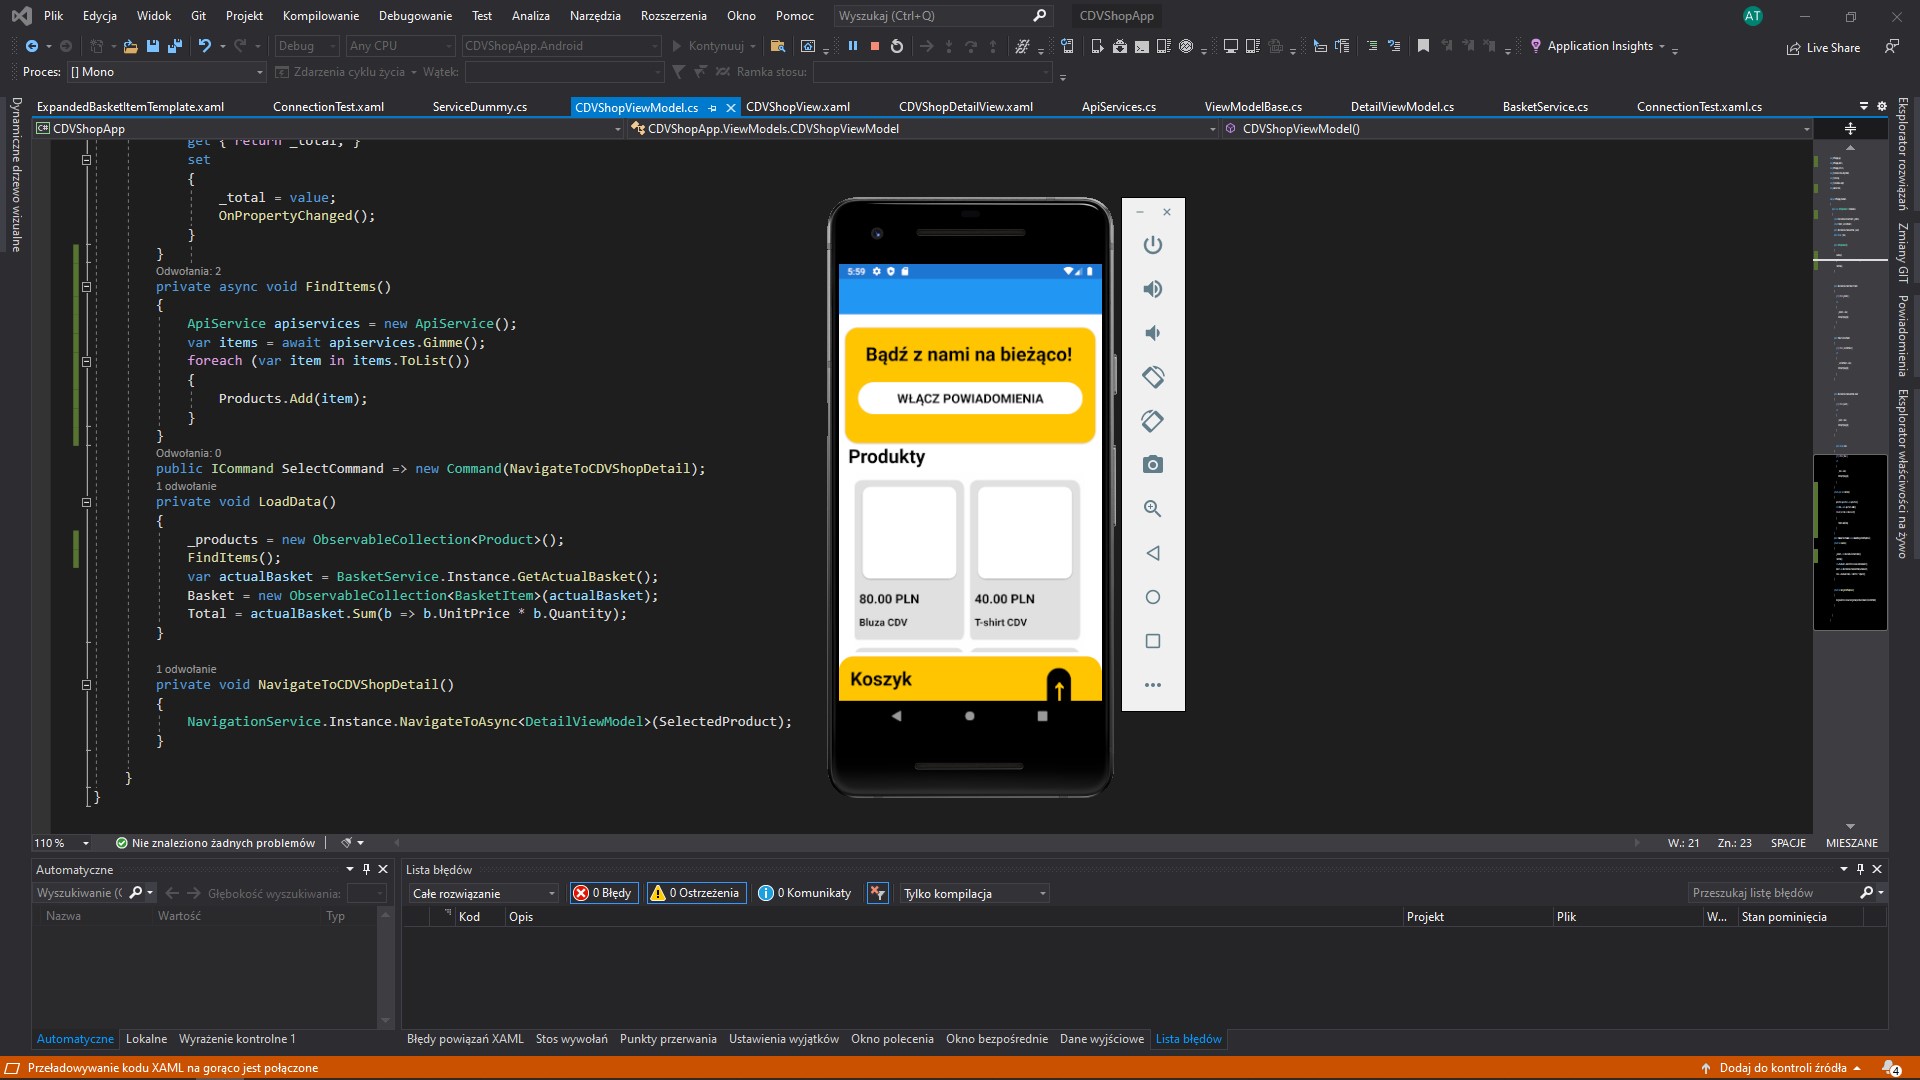 Plik Edycja Widok Git Projekt Kompilowanie Debugowanie Test Analiza Narzędzia Rozszerzenia Okno Pomoc Wyszukaj (Ctrl+Q) CDVShopApp AT
Debug Any CPU CDVShopApp.Android Kontynuuj Application Insights Live Share
Proces: [] Mono Zdarzenia cyklu życia Wątek: Ramka stosu:
ExpandedBasketItemTemplate.xaml ConnectionTest.xaml ServiceDummy.cs CDVShopViewModel.cs CDVShopView.xaml CDVShopDetailView.xaml ApiServices.cs ViewModelBase.cs DetailViewModel.cs BasketService.cs ConnectionTest.xaml.cs
CDVShopApp CDVShopApp.ViewModels.CDVShopViewModel CDVShopViewModel()
Dynamiczne drzewo wizualne
get { return _total; }
set
{
_total = value;
OnPropertyChanged();
}
}
Odwołania: 2
private async void FindItems()
{
ApiService apiservices = new ApiService();
var items = await apiservices.Gimme();
foreach (var item in items.ToList())
{
Products.Add(item);
}
}
Odwołania: 0
public ICommand SelectCommand => new Command(NavigateToCDVShopDetail);
1 odwołanie
private void LoadData()
{
_products = new ObservableCollection<Product>();
FindItems();
var actualBasket = BasketService.Instance.GetActualBasket();
Basket = new ObservableCollection<BasketItem>(actualBasket);
Total = actualBasket.Sum(b => b.UnitPrice * b.Quantity);
}
1 odwołanie
private void NavigateToCDVShopDetail()
{
NavigationService.Instance.NavigateToAsync<DetailViewModel>(SelectedProduct);
}
}
}
5:59
Bądź z nami na bieżąco!
WŁĄCZ POWIADOMIENIA
Produkty
80.00 PLN 40.00 PLN
Bluza CDV T-shirt CDV
Koszyk
Eksplorator rozwiązań
Zmiany GIT
Powiadomienia
Eksplorator właściwości na żywo
110 % Nie znaleziono żadnych problemów W.: 21 Zn.: 23 SPACJE MIESZANE
Automatyczne
Wyszukiwanie (C Głębokość wyszukiwania:
Nazwa Wartość Typ
Automatyczne Lokalne Wyrażenie kontrolne 1
Lista błędów
Całe rozwiązanie 0 Błędy 0 Ostrzeżenia 0 Komunikaty Tylko kompilacja Przeszukaj listę błędów
Kod Opis Projekt Plik W... Stan pominięcia
Błędy powiązań XAML Stos wywołań Punkty przerwania Ustawienia wyjątków Okno polecenia Okno bezpośrednie Dane wyjściowe Lista błędów
Przeładowywanie kodu XAML na gorąco jest połączone Dodaj do kontroli źródła 4